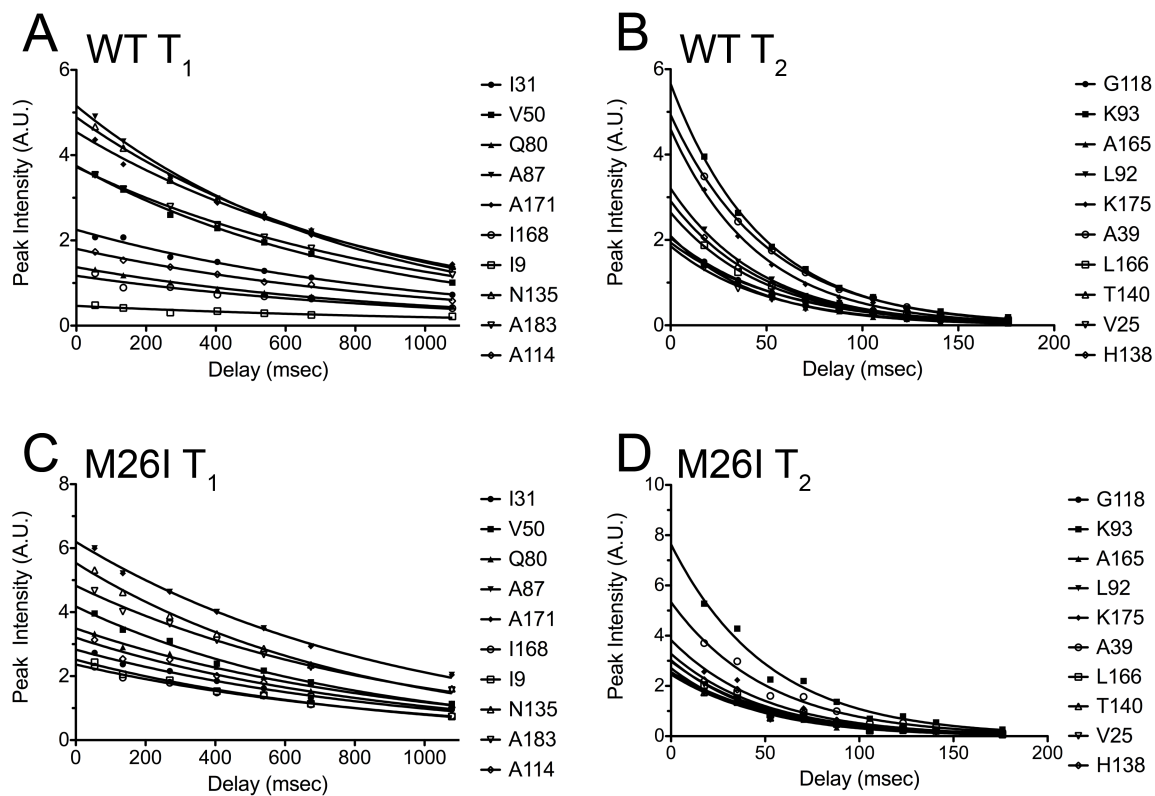 A WT T1
6
4
2
0
0 200 400 600 800 1000
Peak Intensity (A.U.)
Delay (msec)
I31
V50
Q80
A87
A171
I168
I9
N135
A183
A114
B WT T2
6
4
2
0
0 50 100 150 200
Peak Intensity (A.U.)
Delay (msec)
G118
K93
A165
L92
K175
A39
L166
T140
V25
H138
C M26I T1
8
6
4
2
0
0 200 400 600 800 1000
Peak Intensity (A.U.)
Delay (msec)
I31
V50
Q80
A87
A171
I168
I9
N135
A183
A114
D M26I T2
10
8
6
4
2
0
0 50 100 150 200
Peak Intensity (A.U.)
Delay (msec)
G118
K93
A165
L92
K175
A39
L166
T140
V25
H138